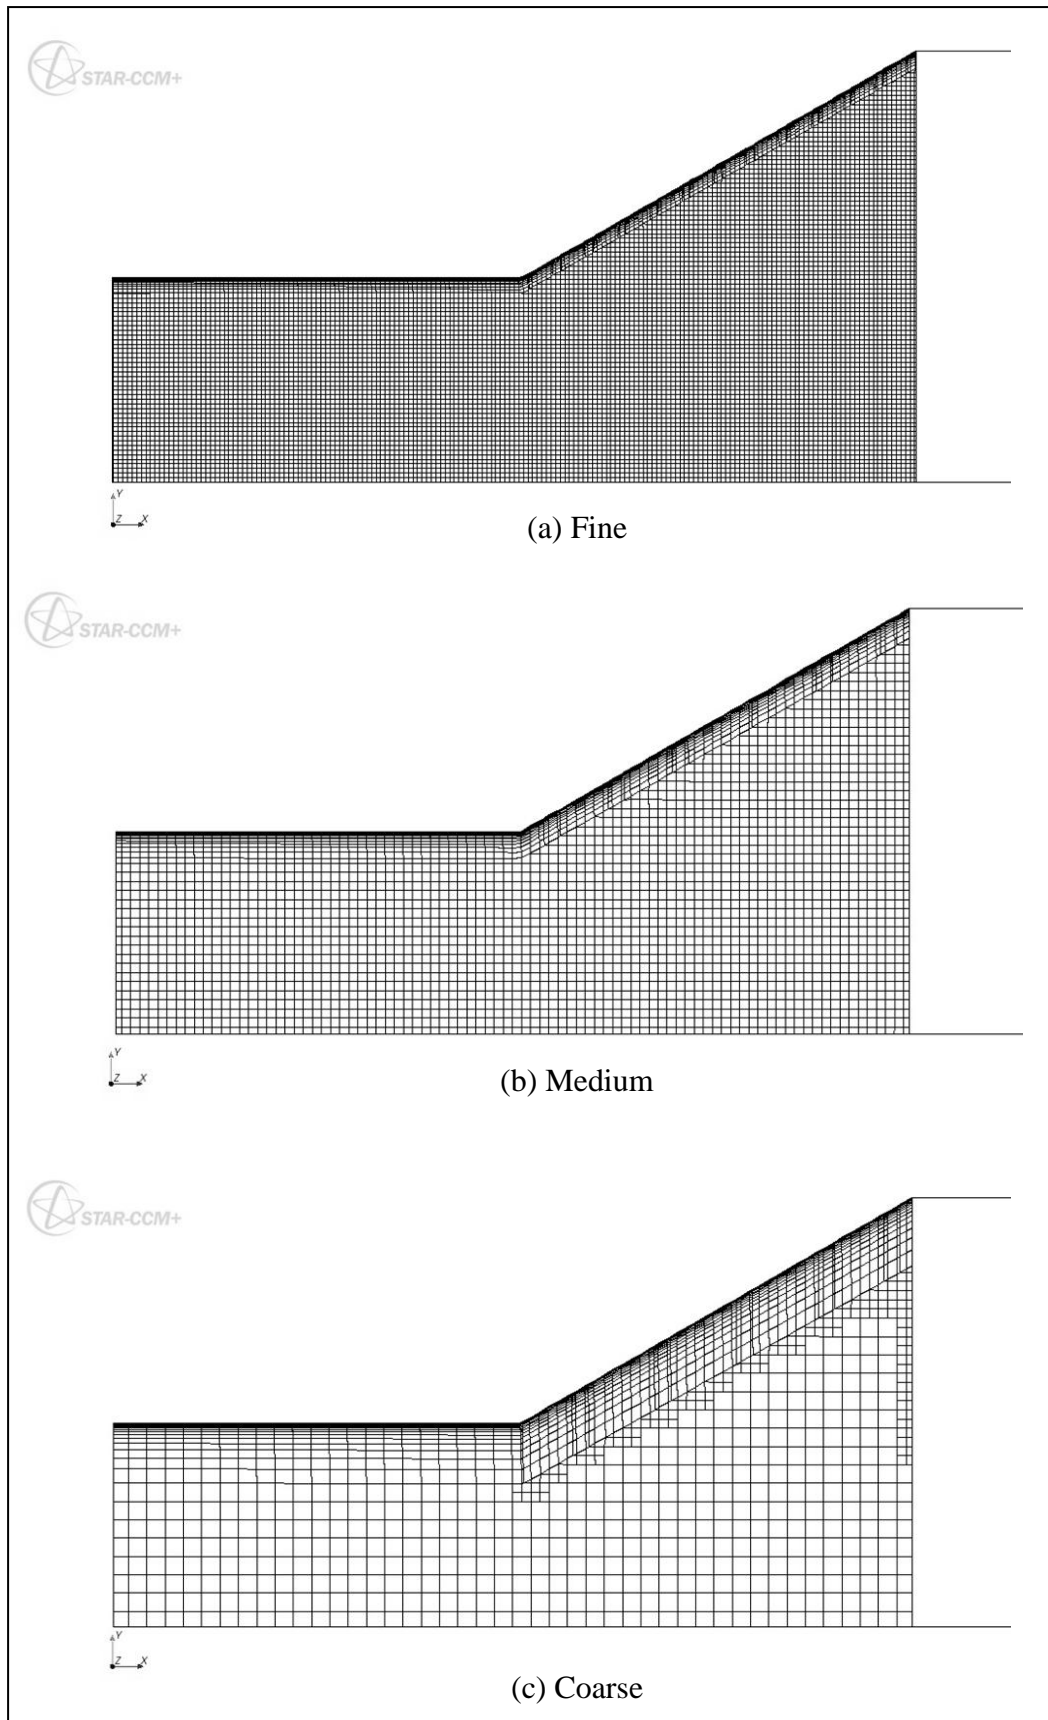 STAR-CCM+
Y
Z X
(a) Fine
STAR-CCM+
Y
Z X
(b) Medium
STAR-CCM+
Y
Z X
(c) Coarse